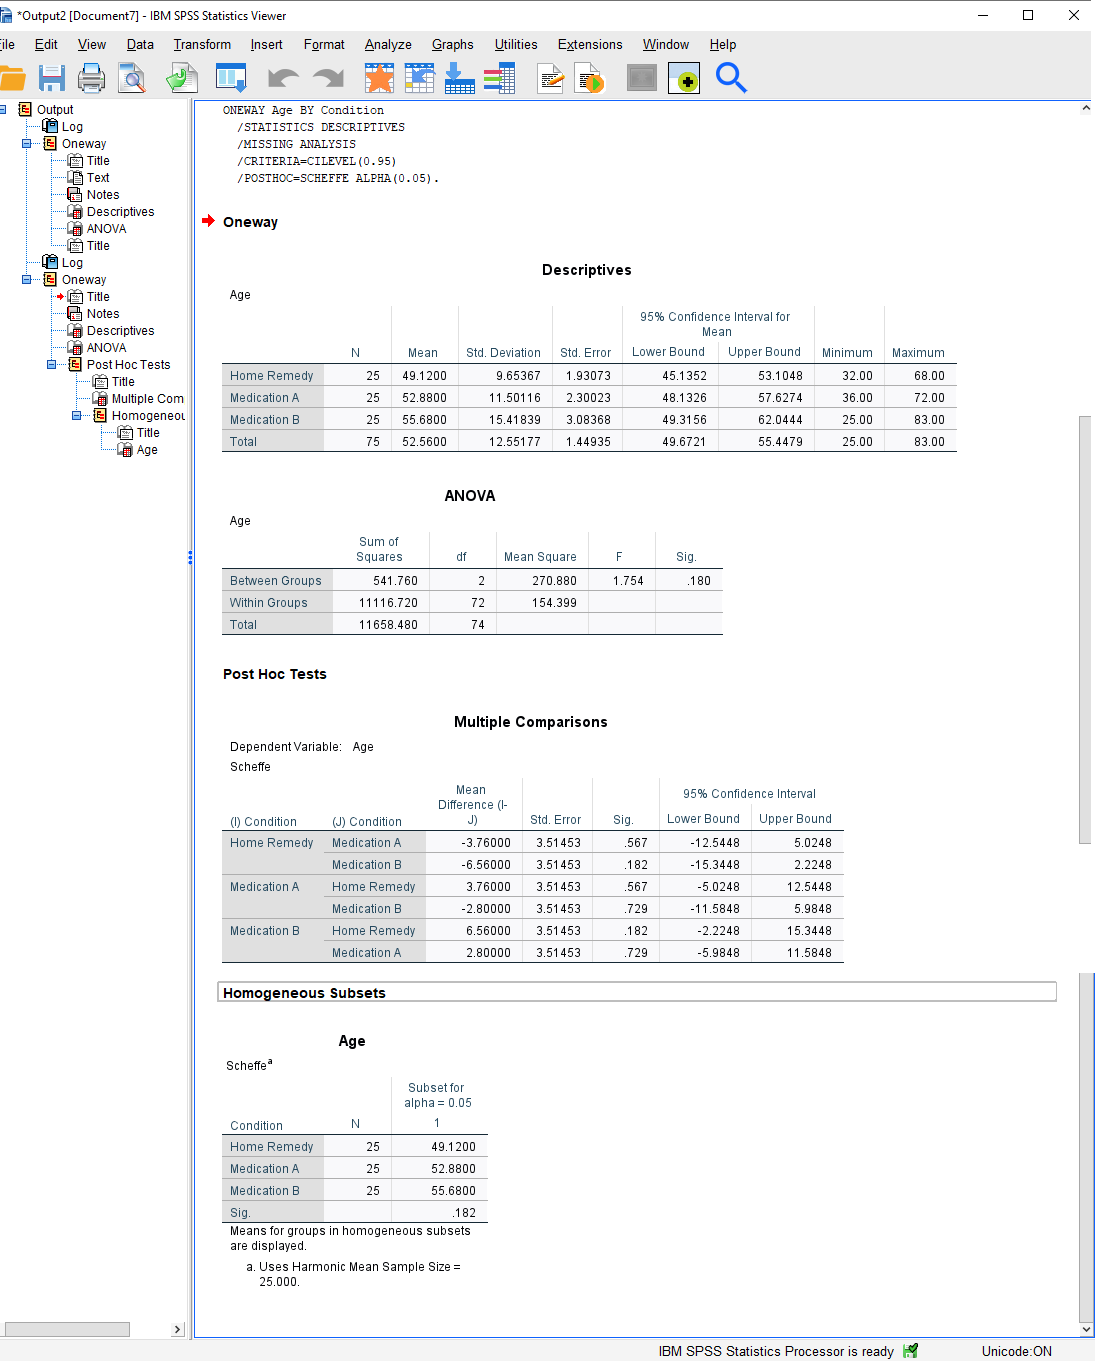 *Output2 [Document7] - IBM SPSS Statistics Viewer
File Edit View Data Transform Insert Format Analyze Graphs Utilities Extensions Window Help
Output
Log
Oneway
Title
Text
Notes
Descriptives
ANOVA
Title
Log
Oneway
Title
Notes
Descriptives
ANOVA
Post Hoc Tests
Title
Multiple Com
Homogeneou
Title
Age
ONEWAY Age BY Condition
/STATISTICS DESCRIPTIVES
/MISSING ANALYSIS
/CRITERIA=CILEVEL(0.95)
/POSTHOC=SCHEFFE ALPHA(0.05).
Oneway
Descriptives
Age
95% Confidence Interval for
Mean
N Mean Std. Deviation Std. Error Lower Bound Upper Bound Minimum Maximum
Home Remedy 25 49.1200 9.65367 1.93073 45.1352 53.1048 32.00 68.00
Medication A 25 52.8800 11.50116 2.30023 48.1326 57.6274 36.00 72.00
Medication B 25 55.6800 15.41839 3.08368 49.3156 62.0444 25.00 83.00
Total 75 52.5600 12.55177 1.44935 49.6721 55.4479 25.00 83.00
ANOVA
Age
Sum of
Squares df Mean Square F Sig.
Between Groups 541.760 2 270.880 1.754 .180
Within Groups 11116.720 72 154.399
Total 11658.480 74
Post Hoc Tests
Multiple Comparisons
Dependent Variable: Age
Scheffe
Mean
Difference (I-
95% Confidence Interval
(I) Condition (J) Condition J) Std. Error Sig. Lower Bound Upper Bound
Home Remedy Medication A -3.76000 3.51453 .567 -12.5448 5.0248
Medication B -6.56000 3.51453 .182 -15.3448 2.2248
Medication A Home Remedy 3.76000 3.51453 .567 -5.0248 12.5448
Medication B -2.80000 3.51453 .729 -11.5848 5.9848
Medication B Home Remedy 6.56000 3.51453 .182 -2.2248 15.3448
Medication A 2.80000 3.51453 .729 -5.9848 11.5848
Homogeneous Subsets
Age
Scheffe a
Subset for
alpha = 0.05
Condition N 1
Home Remedy 25 49.1200
Medication A 25 52.8800
Medication B 25 55.6800
Sig. .182
Means for groups in homogeneous subsets
are displayed.
a. Uses Harmonic Mean Sample Size =
25.000.
IBM SPSS Statistics Processor is ready Unicode:ON